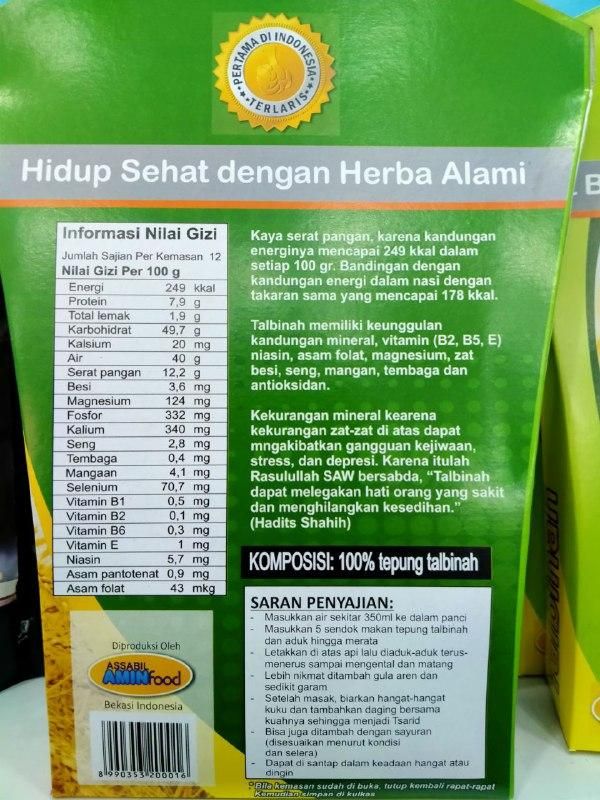 PERTAMA DI INDONESIA
TERLARIS
Hidup Sehat dengan Herba Alami
B
Informasi Nilai Gizi
Jumlah Sajian Per Kemasan 12
Nilai Gizi Per 100 g
Energi 249 kkal
Protein 7,9 g
Total lemak 1,9 g
Karbohidrat 49,7 g
Kalsium 20 mg
Air 40 g
Serat pangan 12,2 g
Besi 3,6 mg
Magnesium 124 mg
Fosfor 332 mg
Kalium 340 mg
Seng 2,8 mg
Tembaga 0,4 mg
Mangaan 4,1 mg
Selenium 70,7 mg
Vitamin B1 0,5 mg
Vitamin B2 0,1 mg
Vitamin B6 0,3 mg
Vitamin E 1 mg
Niasin 5,7 mg
Asam pantotenat 0,9 mg
Asam folat 43 mkg
Kaya serat pangan, karena kandungan
energinya mencapai 249 kkal dalam
setiap 100 gr. Bandingan dengan
kandungan energi dalam nasi dengan
takaran sama yang mencapai 178 kkal.
Talbinah memiliki keunggulan
kandungan mineral, vitamin (B2, B5, E)
niasin, asam folat, magnesium, zat
besi, seng, mangan, tembaga dan
antioksidan.
Kekurangan mineral kearena
kekurangan zat-zat di atas dapat
mngakibatkan gangguan kejiwaan,
stress, dan depresi. Karena itulah
Rasulullah SAW bersabda, “Talbinah
dapat melegakan hati orang yang sakit
dan menghilangkan kesedihan.”
(Hadits Shahih)
KOMPOSISI: 100% tepung talbinah
SARAN PENYAJIAN:
- Masukkan air sekitar 350ml ke dalam panci
- Masukkan 5 sendok makan tepung talbinah
dan aduk hingga merata
- Letakkan di atas api lalu diaduk-aduk terus-
menerus sampai mengental dan matang
- Lebih nikmat ditambah gula aren dan
sedikit garam
- Setelah masak, biarkan hangat-hangat
kuku dan tambahkan daging bersama
kuahnya sehingga menjadi Tsarid
- Bisa juga ditambah dengan sayuran
(disesuaikan menurut kondisi
dan selera)
- Dapat di santap dalam keadaan hangat atau
dingin
* Bila kemasan sudah di buka, tutup kembali rapat-rapat
Kemudian simpan di kulkas
Diproduksi Oleh
ASSABIL
AMINfood
Bekasi Indonesia
8 990353 200016